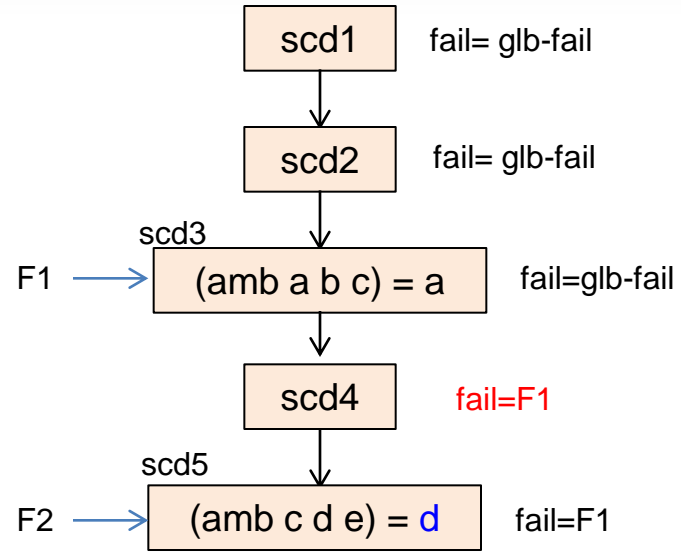 scd1 fail= glb-fail
scd2 fail= glb-fail
scd3
F1 (amb a b c) = a fail=glb-fail
scd4 fail=F1
scd5
F2 (amb c d e) = d fail=F1